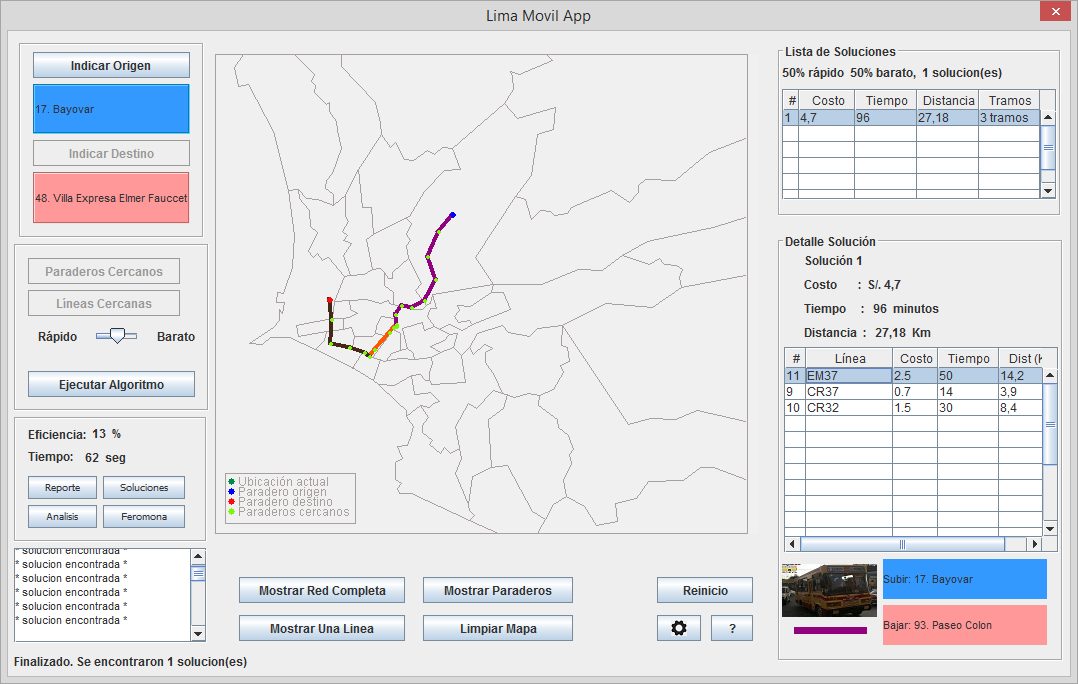 Lima Movil App
Indicar Origen
17. Bayovar
Indicar Destino
48. Villa Expresa Elmer Fauccet
Paraderos Cercanos
Líneas Cercanas
Rápido
Barato
Ejecutar Algoritmo
Eficiencia: 13 %
Tiempo: 62 seg
Reporte
Soluciones
Analisis
Feromona
* solucion encontrada *
* solucion encontrada *
* solucion encontrada *
* solucion encontrada *
* solucion encontrada *
* solucion encontrada *
Finalizado. Se encontraron 1 solucion(es)
Ubicación actual
Paradero origen
Paradero destino
Paraderos cercanos
Mostrar Red Completa
Mostrar Paraderos
Reinicio
Mostrar Una Linea
Limpiar Mapa
?
Lista de Soluciones
50% rápido 50% barato, 1 solucion(es)
# Costo Tiempo Distancia Tramos
1 4,7 96 27,18 3 tramos
Detalle Solución
Solución 1
Costo : S/. 4,7
Tiempo : 96 minutos
Distancia : 27,18 Km
# Línea Costo Tiempo Dist (
11 EM37 2.5 50 14,2
9 CR37 0.7 14 3,9
10 CR32 1.5 30 8,4
Subir: 17. Bayovar
Bajar: 93. Paseo Colon